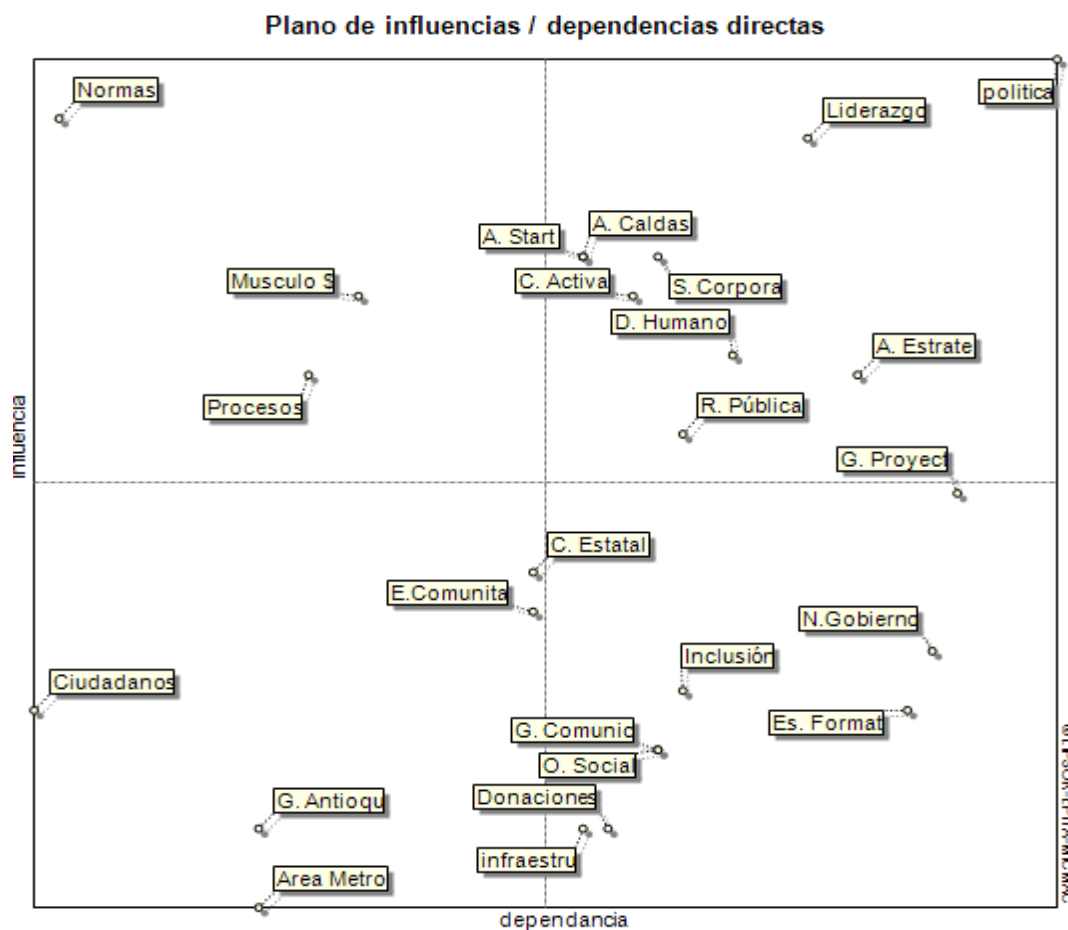 Plano de influencias / dependencias directas
Normas
politica
Liderazgo
A. Caldas
A. Start
Musculo S
C. Activa
S. Corpora
D. Humano
A. Estrate
Procesos
R. Pública
influencia
G. Proyect
C. Estatal
E.Comunita
N.Gobierno
Inclusión
Ciudadanos
Es. Format
G. Comunic
O. Social
Donaciones
G. Antioqu
infraestru
Area Metro
dependancia